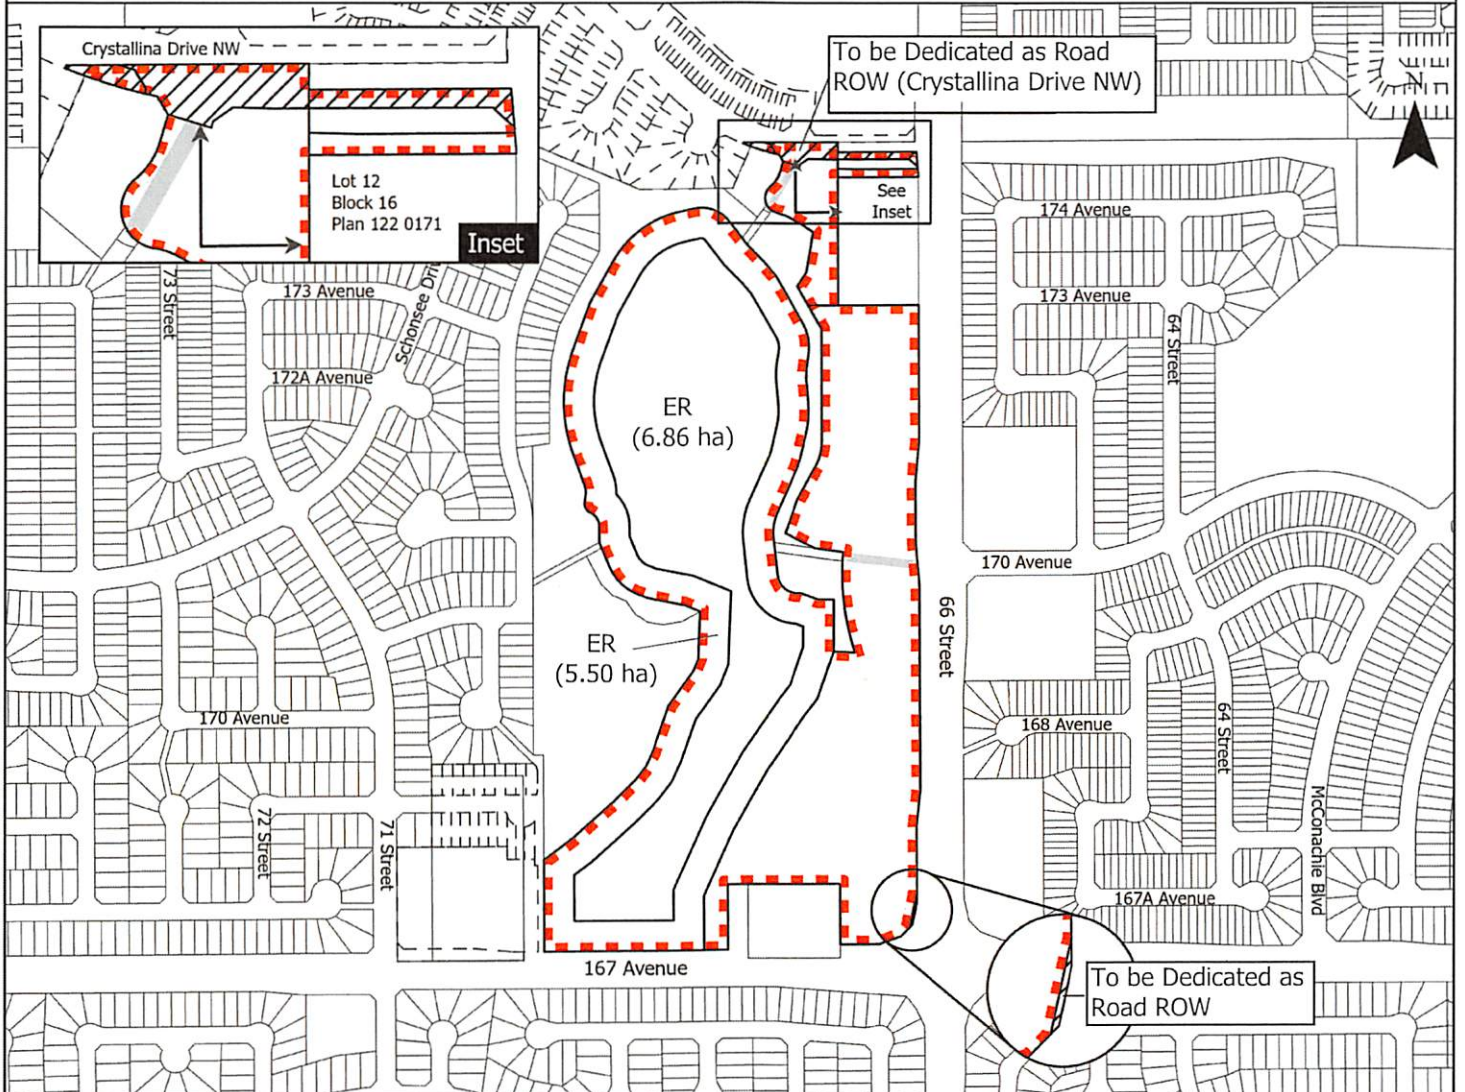 Crystallina Drive NW
Lot 12
Block 16
Plan 122 0171
Inset
To be Dedicated as Road
ROW (Crystallina Drive NW)
N
See
Inset
174 Avenue
173 Avenue
64 Street
73 Street
173 Avenue
Schonsee Driv
172A Avenue
ER
(6.86 ha)
170 Avenue
66 Street
ER
(5.50 ha)
170 Avenue
168 Avenue
64 Street
McConachie Blvd
72 Street
71 Street
167A Avenue
167 Avenue
To be Dedicated as
Road ROW